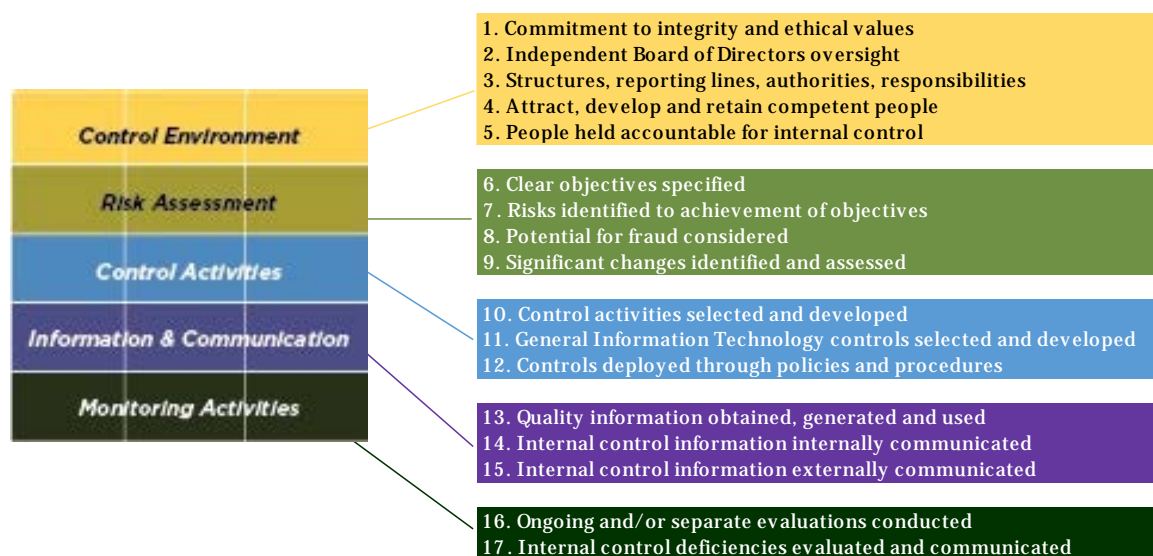 Control Environment
Risk Assessment
Control Activities
Information & Communication
Monitoring Activities
1. Commitment to integrity and ethical values
2. Independent Board of Directors oversight
3. Structures, reporting lines, authorities, responsibilities
4. Attract, develop and retain competent people
5. People held accountable for internal control
6. Clear objectives specified
7. Risks identified to achievement of objectives
8. Potential for fraud considered
9. Significant changes identified and assessed
10. Control activities selected and developed
11. General Information Technology controls selected and developed
12. Controls deployed through policies and procedures
13. Quality information obtained, generated and used
14. Internal control information internally communicated
15. Internal control information externally communicated
16. Ongoing and/or separate evaluations conducted
17. Internal control deficiencies evaluated and communicated